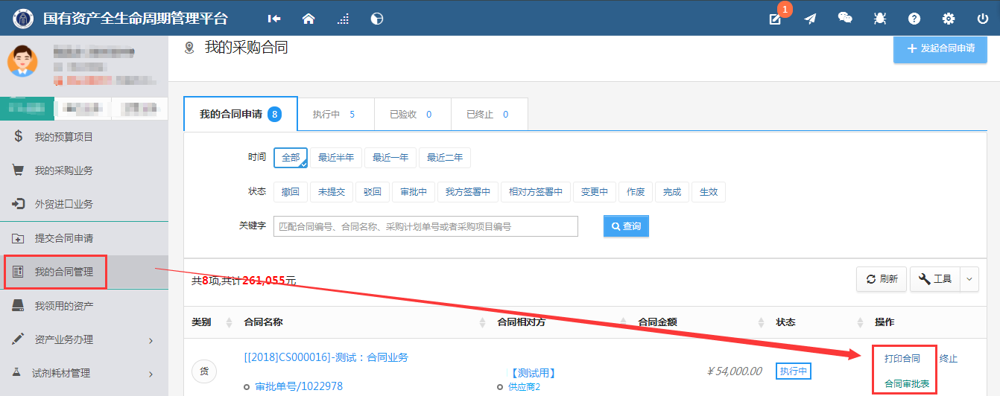 国有资产全生命周期管理平台
1
我的采购合同
+ 发起合同申请
我的合同申请 8 执行中 5 已验收 0 已终止 0
我的预算项目
我的采购业务
外贸进口业务
提交合同申请
我的合同管理
我领用的资产
资产业务办理
试剂耗材管理
时间 全部 最近半年 最近一年 最近二年
状态 撤回 未提交 驳回 审批中 我方签署中 相对方签署中 变更中 作废 完成 生效
关键字 匹配合同编号、合同名称、采购计划单号或者采购项目编号 查询
共8项,共计261,055元
刷新 工具
类别 合同名称 合同相对方 合同金额 状态 操作
货
[[2018]CS000016]-测试：合同业务
审批单号/1022978
【测试用】
供应商2
￥54,000.00
执行中
打印合同 终止
合同审批表